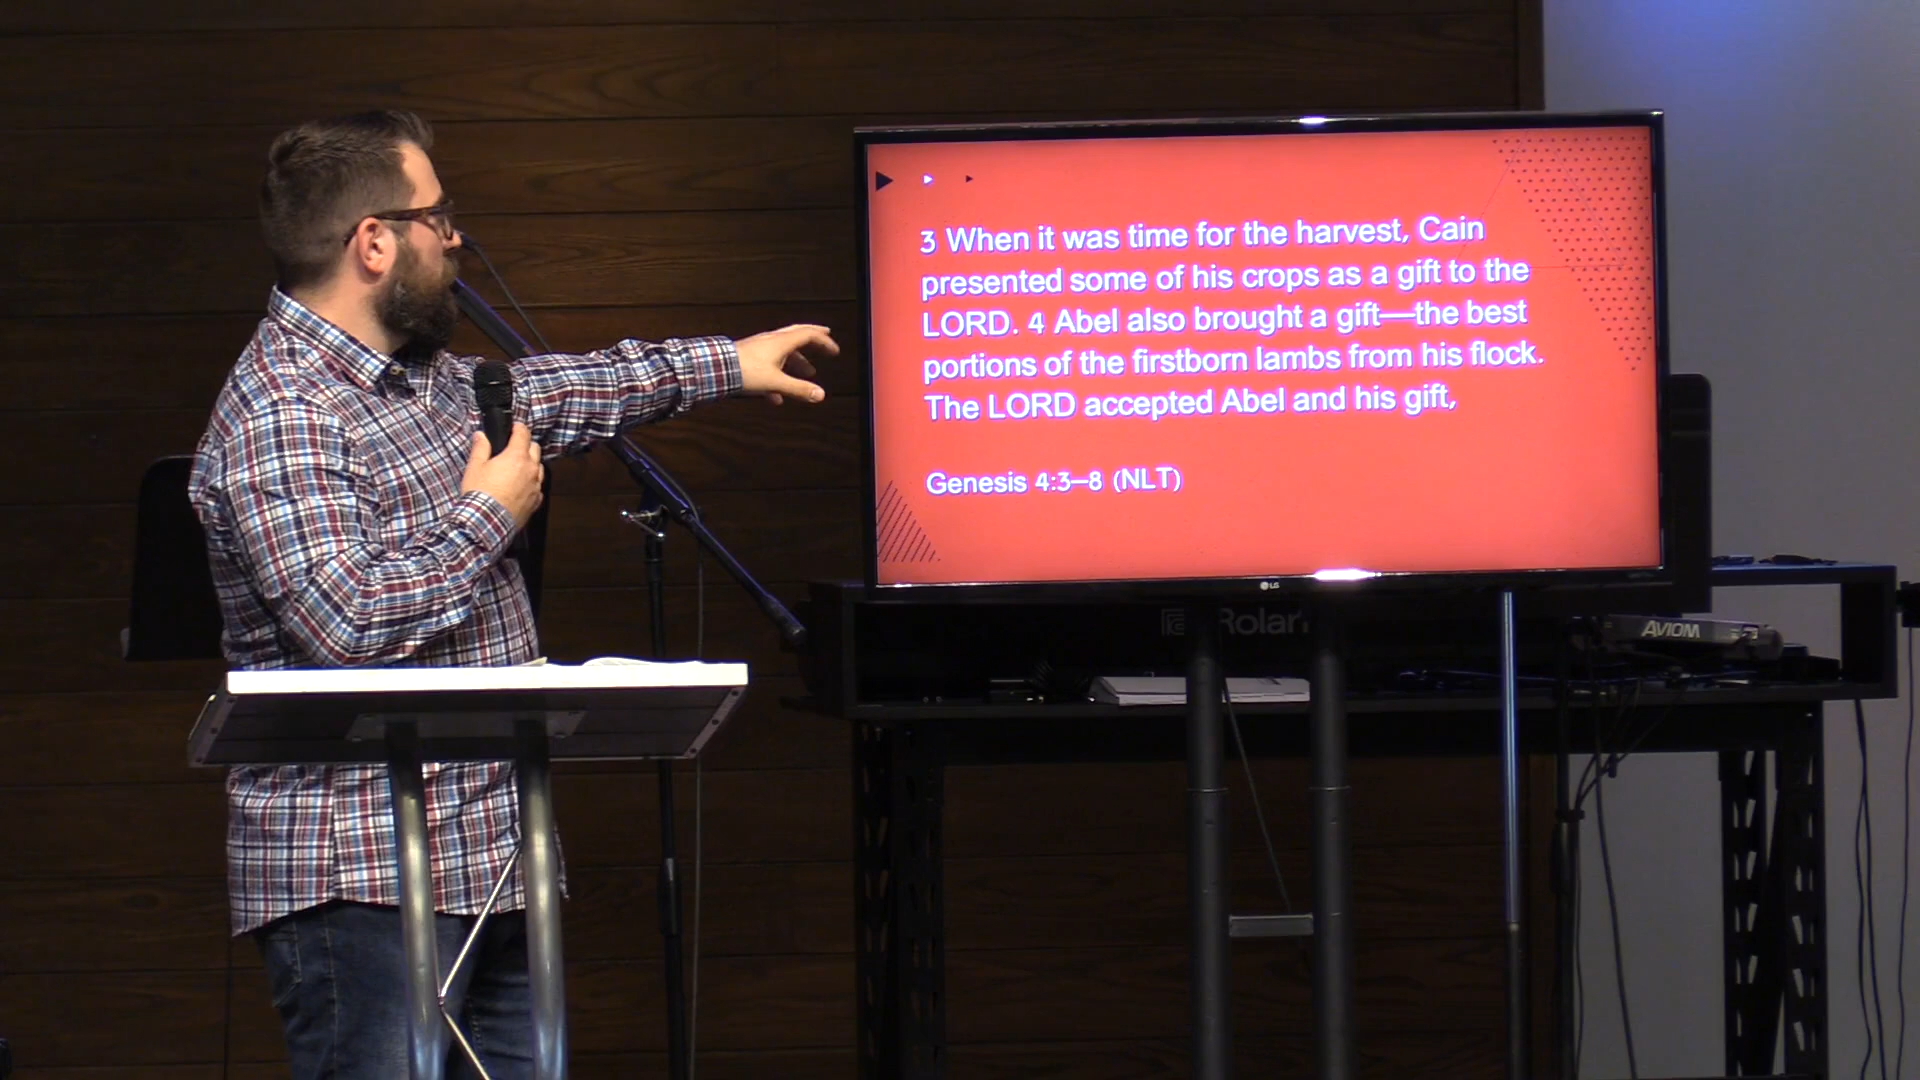 3 When it was time for the harvest, Cain
presented some of his crops as a gift to the
LORD. 4 Abel also brought a gift—the best
portions of the firstborn lambs from his flock.
The LORD accepted Abel and his gift,
Genesis 4:3–8 (NLT)
LG
Roland
AVIOM